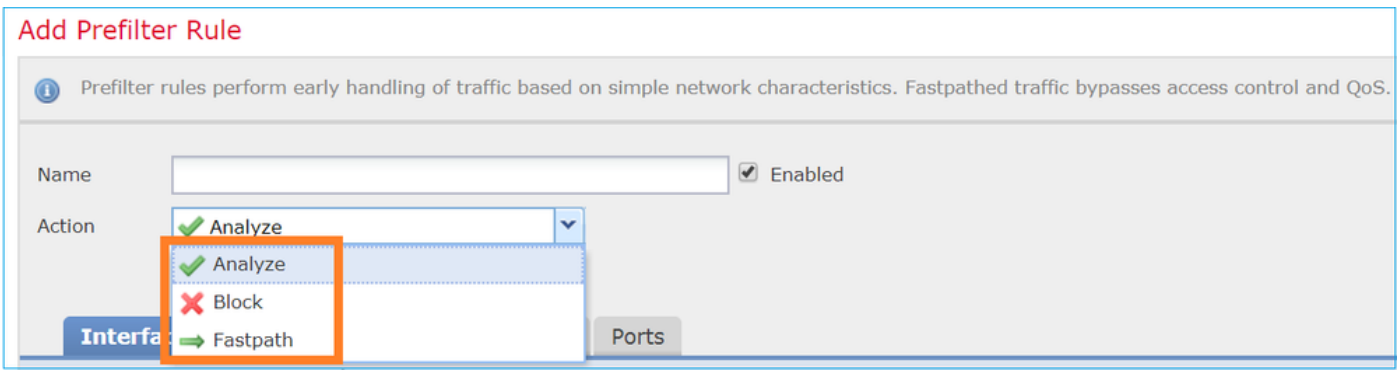 Add Prefilter Rule
Prefilter rules perform early handling of traffic based on simple network characteristics. Fastpathed traffic bypasses access control and QoS.
Name
Enabled
Action
Analyze
Analyze
Block
Fastpath
Interfa
Ports